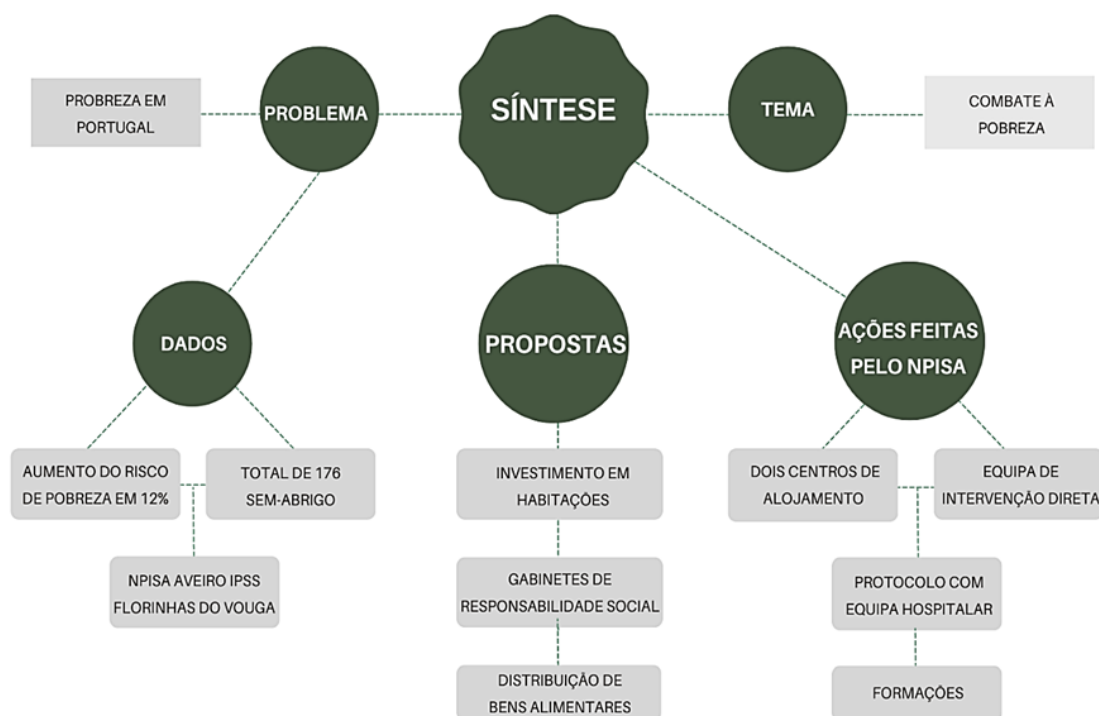 SÍNTESE
PROBLEMA
PROBREZA EM
PORTUGAL
TEMA
COMBATE À
POBREZA
DADOS
AUMENTO DO RISCO
DE POBREZA EM 12%
TOTAL DE 176
SEM-ABRIGO
NPISA AVEIRO IPSS
FLORINHAS DO VOUGA
PROPOSTAS
INVESTIMENTO EM
HABITAÇÕES
GABINETES DE
RESPONSABILIDADE SOCIAL
DISTRIBUIÇÃO DE
BENS ALIMENTARES
AÇÕES FEITAS
PELO NPISA
DOIS CENTROS DE
ALOJAMENTO
EQUIPA DE
INTERVENÇÃO DIRETA
PROTOCOLO COM
EQUIPA HOSPITALAR
FORMAÇÕES